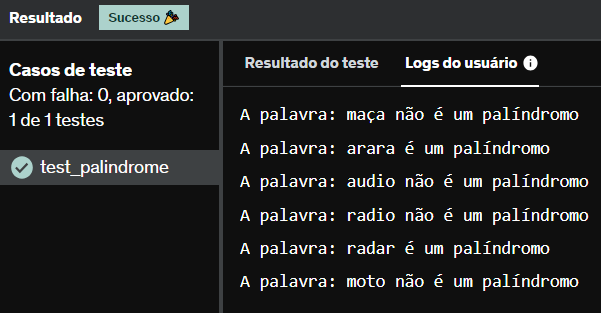 Resultado Sucesso
Casos de teste
Com falha: 0, aprovado:
1 de 1 testes
test_palindrome
Resultado do teste Logs do usuário
A palavra: maça não é um palíndromo
A palavra: arara é um palíndromo
A palavra: audio não é um palíndromo
A palavra: radio não é um palíndromo
A palavra: radar é um palíndromo
A palavra: moto não é um palíndromo